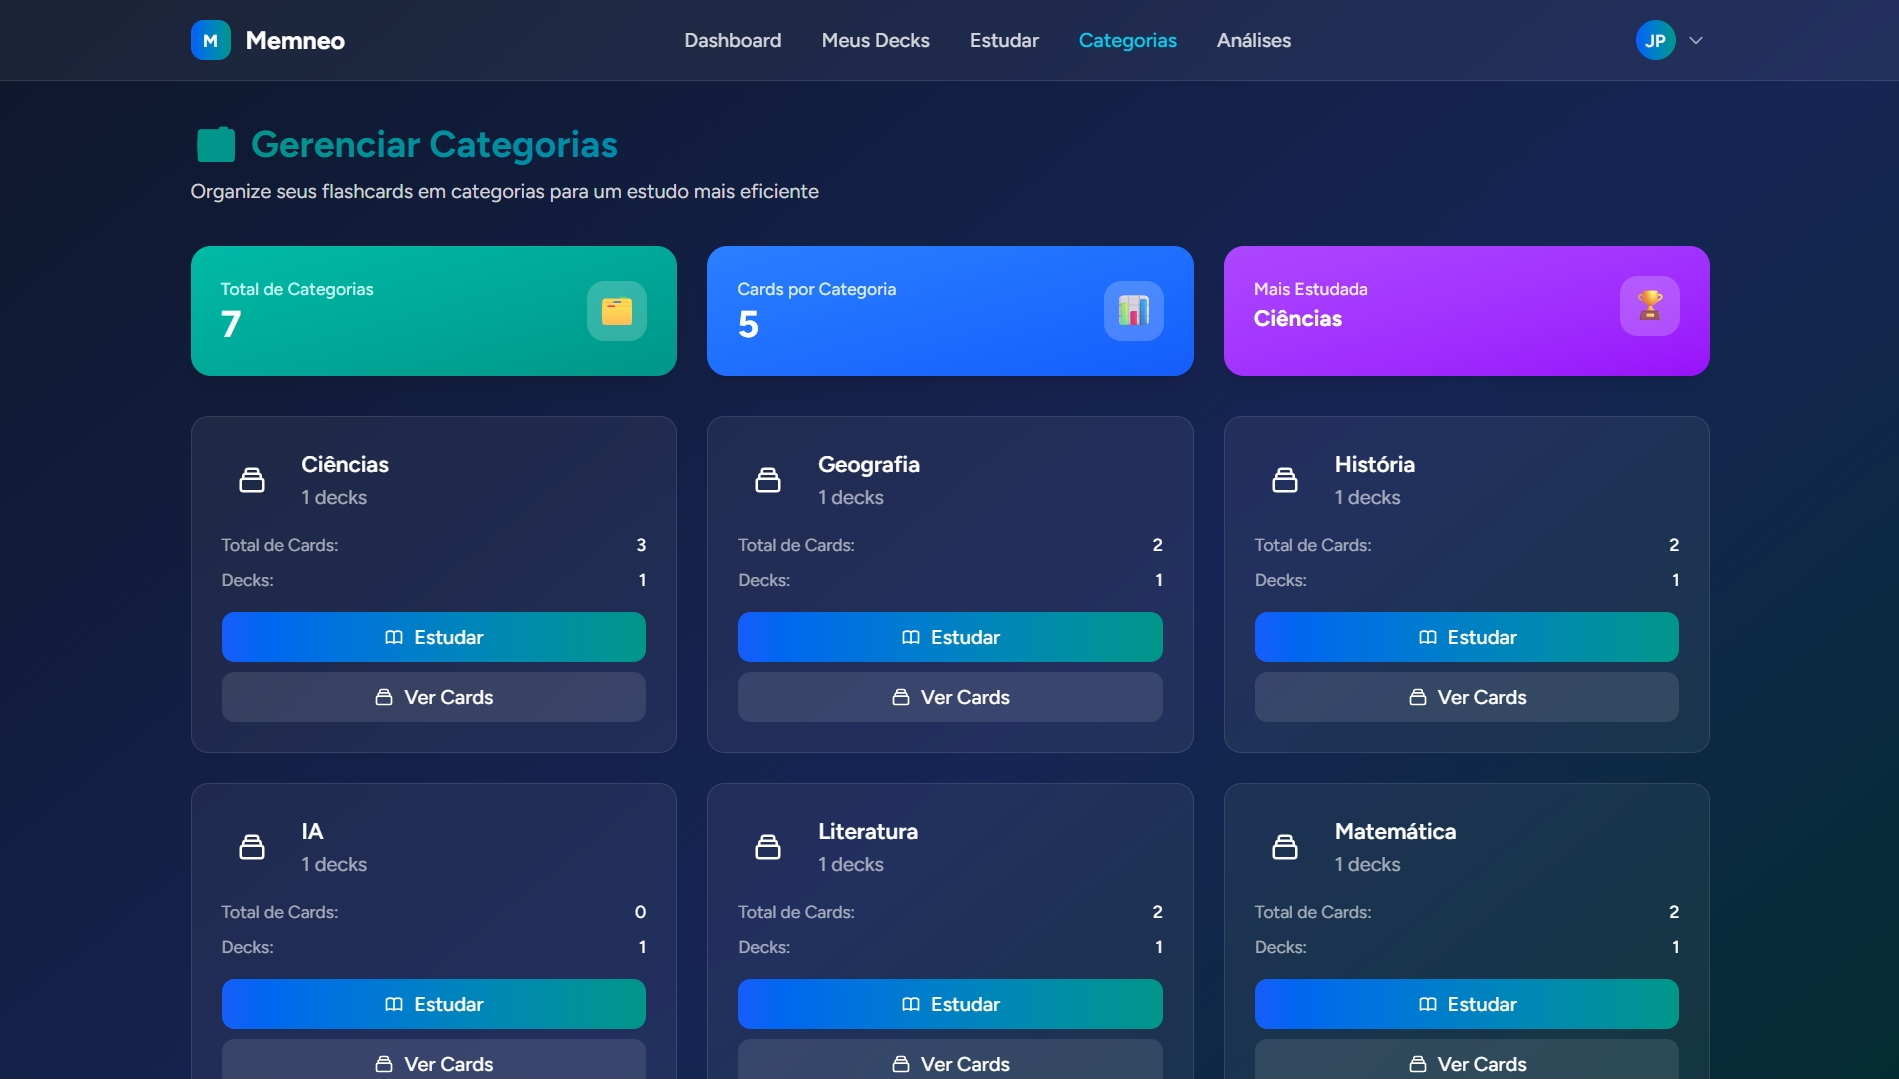 M Memneo Dashboard Meus Decks Estudar Categorias Análises JP
Gerenciar Categorias
Organize seus flashcards em categorias para um estudo mais eficiente
Total de Categorias
7
Cards por Categoria
5
Mais Estudada
Ciências
Ciências
1 decks
Total de Cards: 3
Decks: 1
Estudar
Ver Cards
Geografia
1 decks
Total de Cards: 2
Decks: 1
Estudar
Ver Cards
História
1 decks
Total de Cards: 2
Decks: 1
Estudar
Ver Cards
IA
1 decks
Total de Cards: 0
Decks: 1
Estudar
Ver Cards
Literatura
1 decks
Total de Cards: 2
Decks: 1
Estudar
Ver Cards
Matemática
1 decks
Total de Cards: 2
Decks: 1
Estudar
Ver Cards